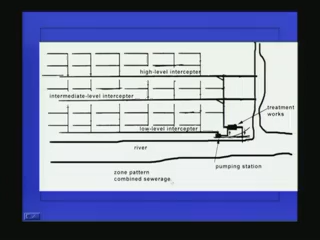 high-level intercepter
intermediate-level intercepter
treatment
works
low-level intercepter
river
pumping station
zone pattern
combined sewerage.